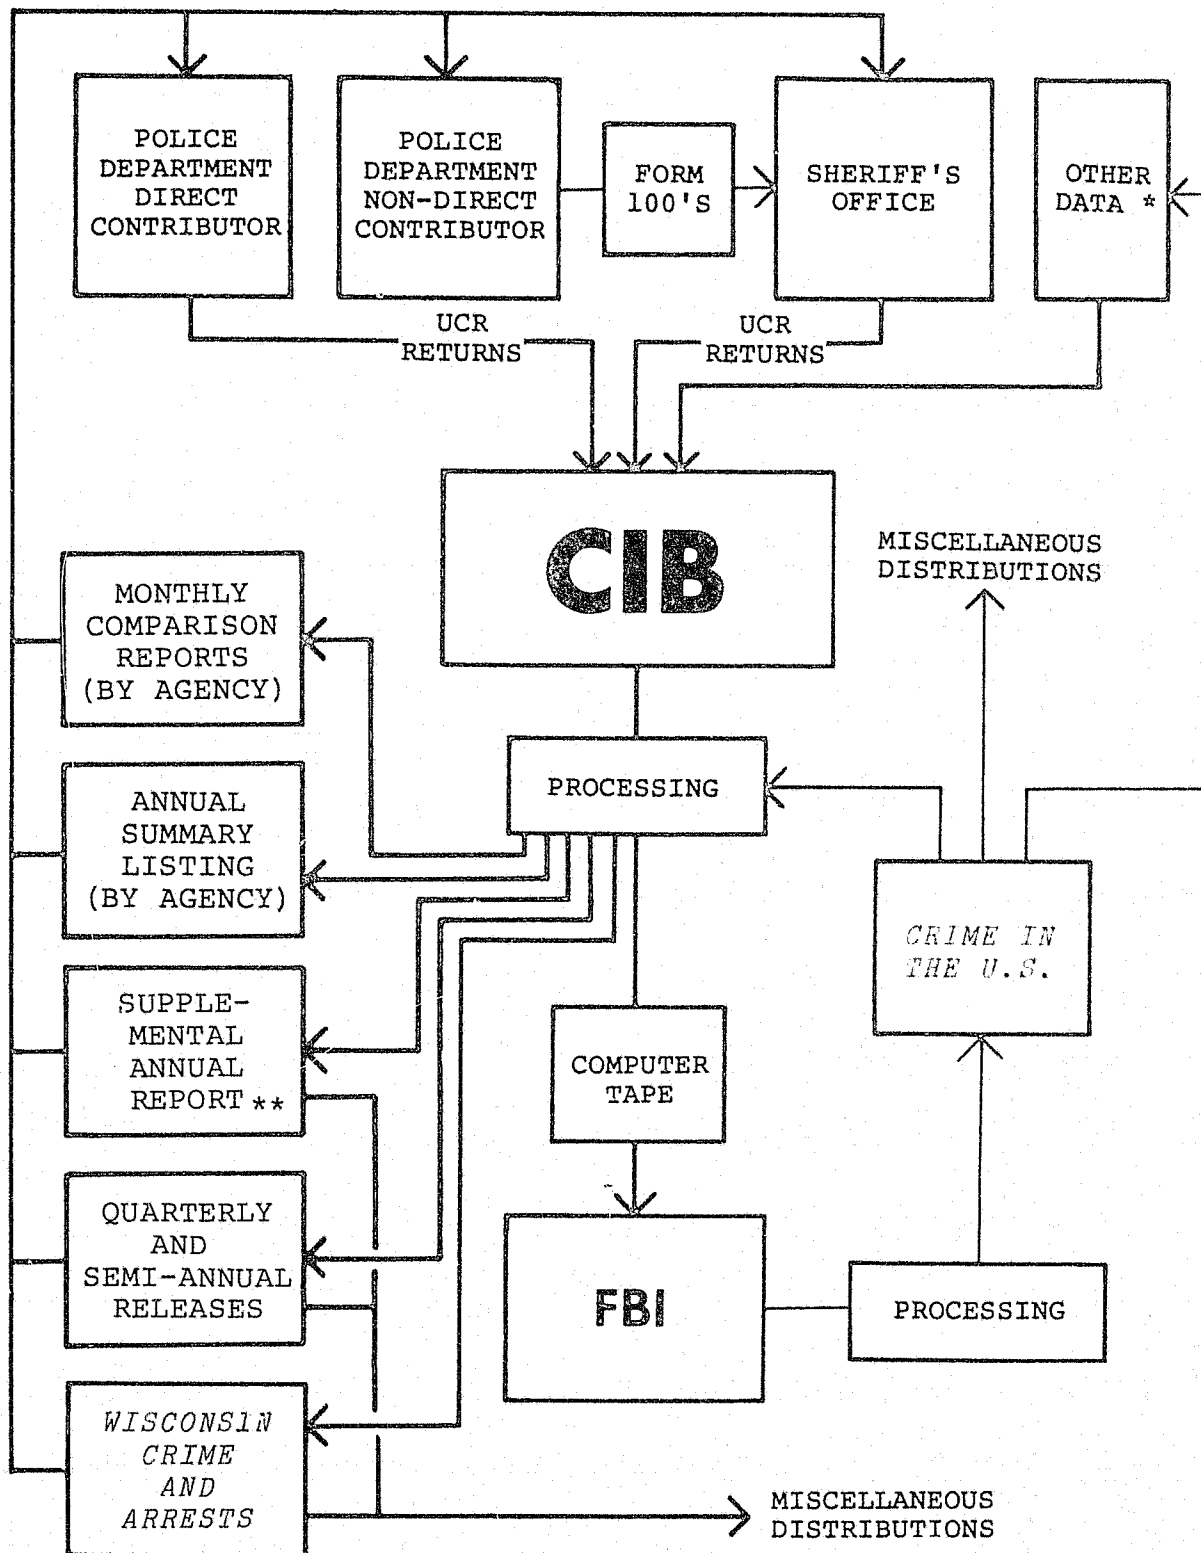 POLICE
DEPARTMENT
DIRECT
CONTRIBUTOR
POLICE
DEPARTMENT
NON-DIRECT
CONTRIBUTOR
FORM
100'S
SHERIFF'S
OFFICE
OTHER
DATA *
UCR
RETURNS
UCR
RETURNS
CIB
MISCELLANEOUS
DISTRIBUTIONS
MONTHLY
COMPARISON
REPORTS
(BY AGENCY)
PROCESSING
ANNUAL
SUMMARY
LISTING
(BY AGENCY)
CRIME IN
THE U.S.
SUPPLE-
MENTAL
ANNUAL
REPORT **
COMPUTER
TAPE
QUARTERLY
AND
SEMI-ANNUAL
RELEASES
FBI
PROCESSING
WISCONSIN
CRIME
AND
ARRESTS
MISCELLANEOUS
DISTRIBUTIONS